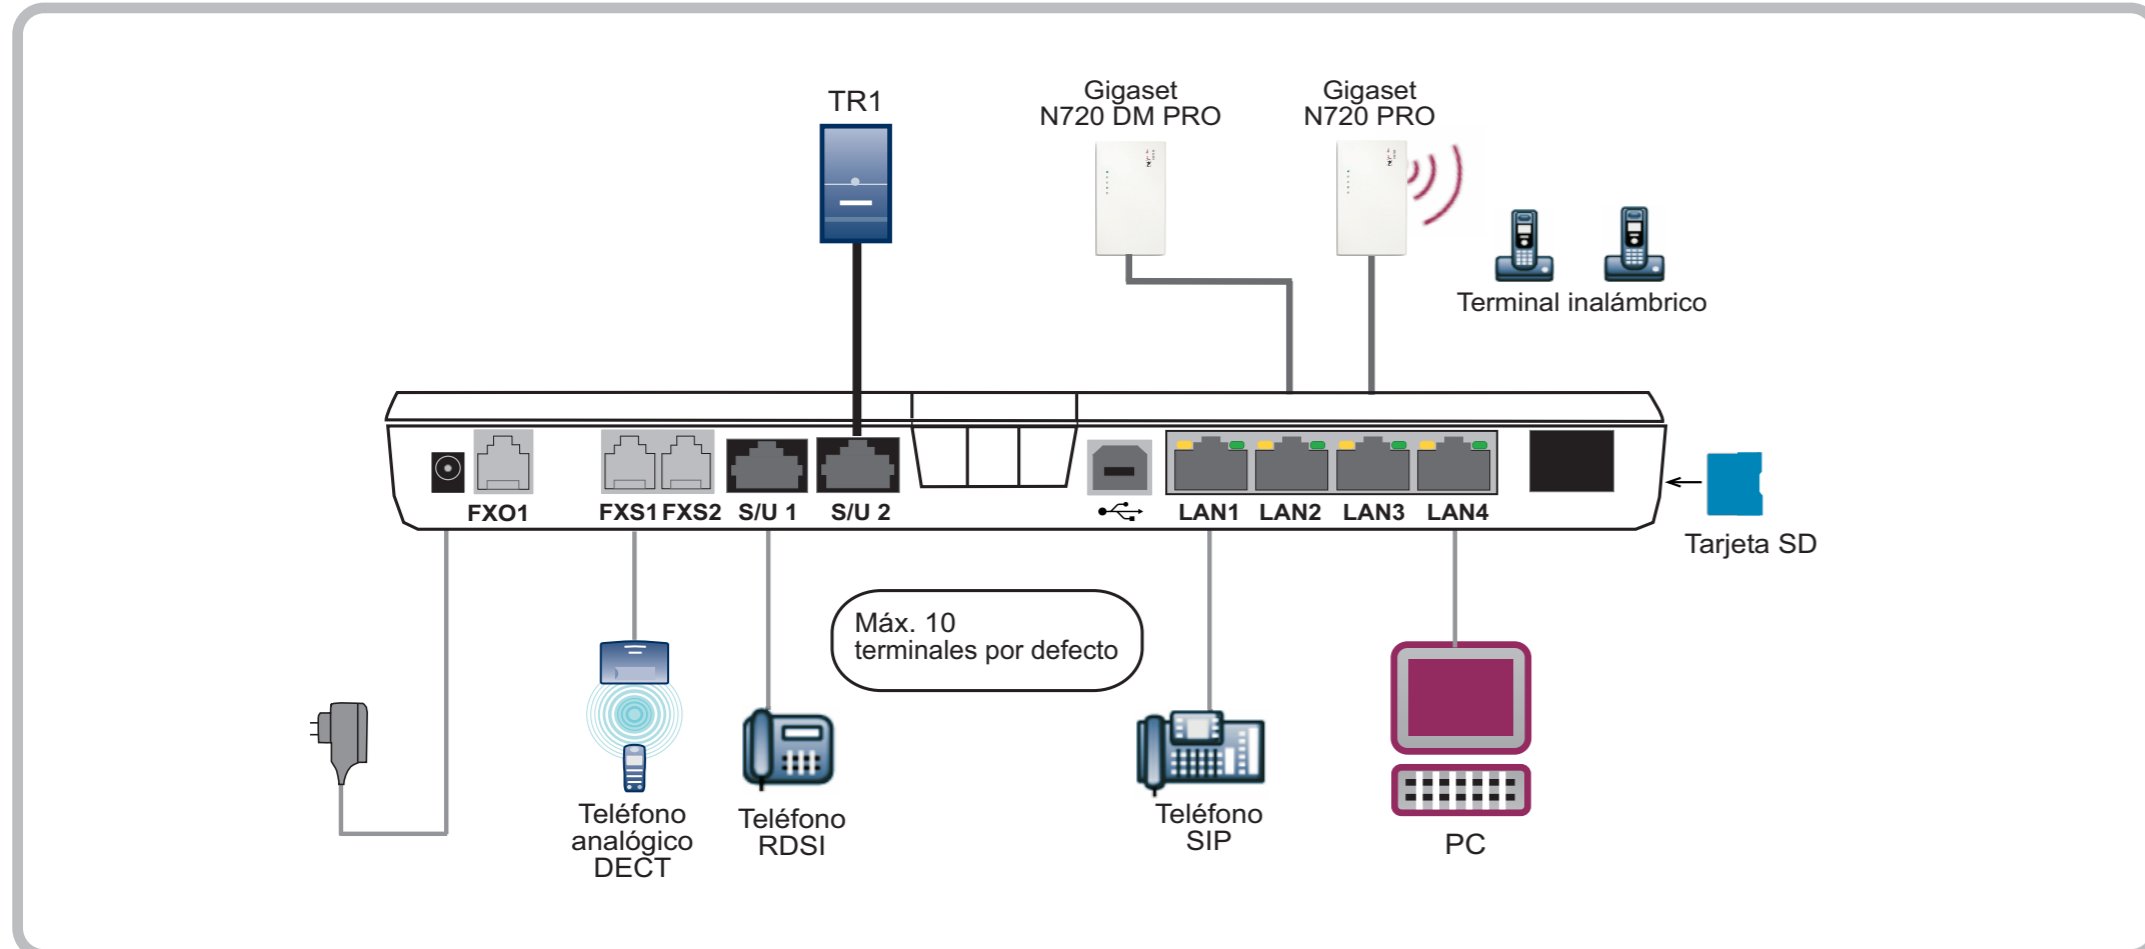 TR1
Gigaset
N720 DM PRO
Gigaset
N720 PRO
Terminal inalámbrico
FXO1
FXS1
FXS2
S/U 1
S/U 2
LAN1
LAN2
LAN3
LAN4
Tarjeta SD
Máx. 10
terminales por defecto
Teléfono
analógico
DECT
Teléfono
RDSI
Teléfono
SIP
PC